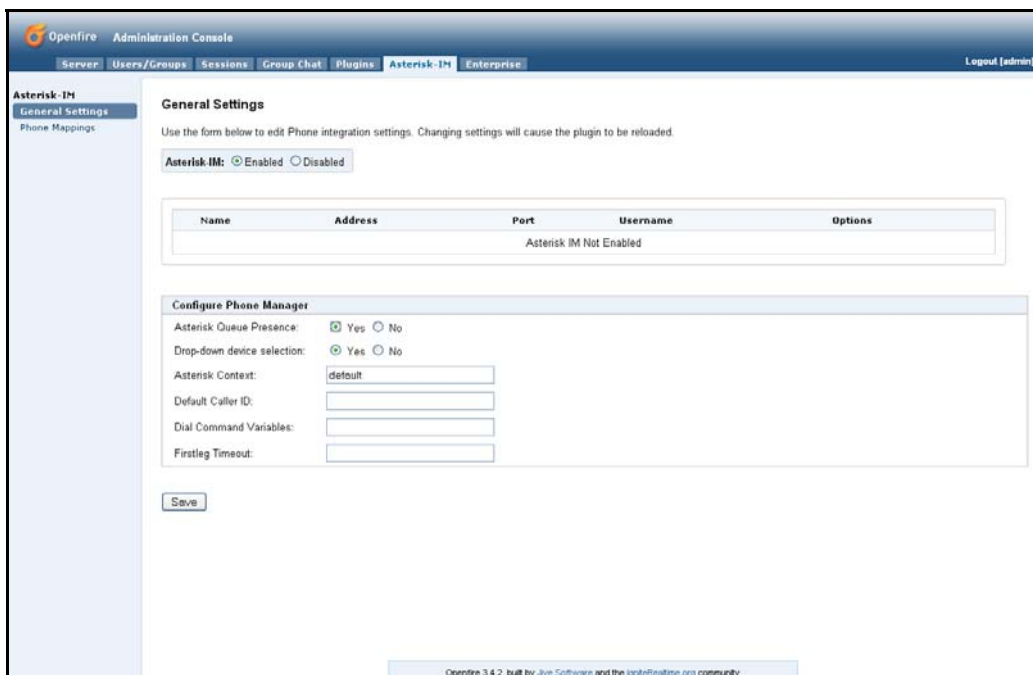 Openfire Administration Console
Server Users/Groups Sessions Group Chat Plugins Asterisk-IM Enterprise Logout [admin]
Asterisk-IM
General Settings
Phone Mappings
General Settings
Use the form below to edit Phone integration settings. Changing settings will cause the plugin to be reloaded.
Asterisk-IM: Enabled Disabled
Name Address Port Username Options
Asterisk IM Not Enabled
Configure Phone Manager
Asterisk Queue Presence: Yes No
Drop-down device selection: Yes No
Asterisk Context: default
Default Caller ID:
Dial Command Variables:
Firstleg Timeout:
Save
Openfire 3.4.2, built by Jive Software and the IgniteRealtime.org community